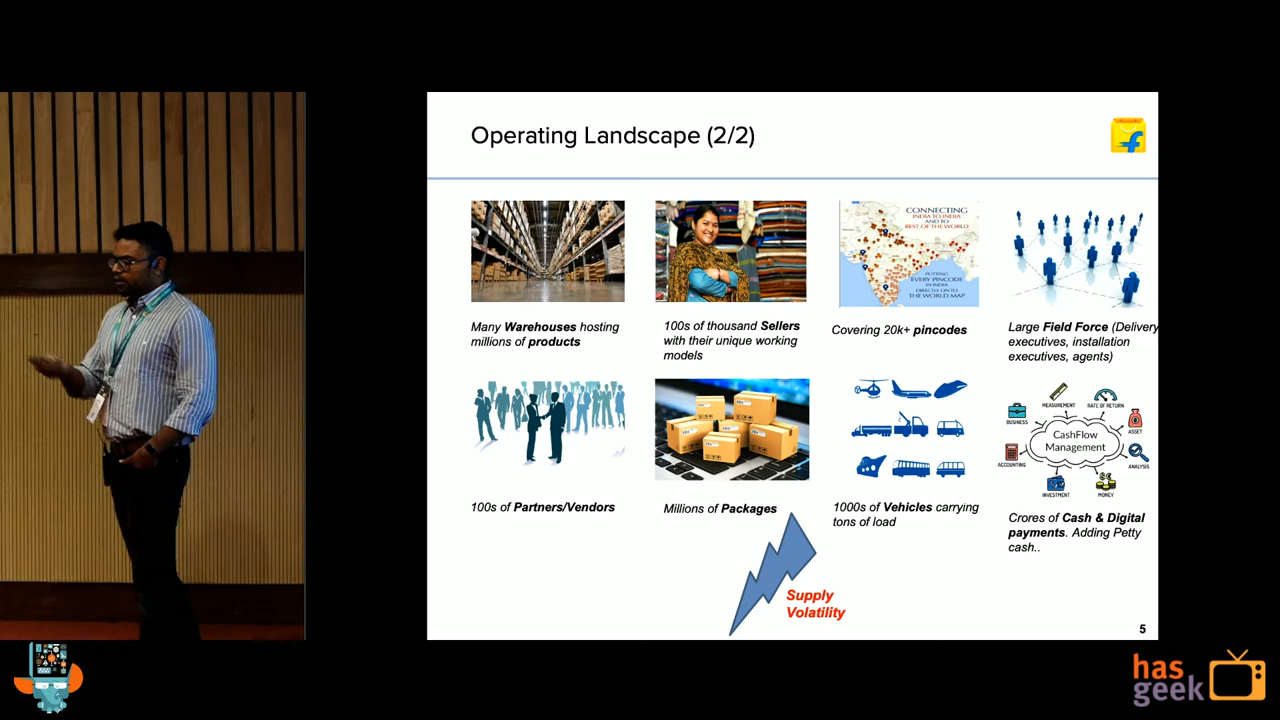 Operating Landscape (2/2)
CONNECTING
INDIA TO INDIA
AND TO
REST OF THE WORLD
PUTTING
EVERY PINCODE
IN INDIA
DIRECTLY ON TO
THE WORLD MAP
Many Warehouses hosting
millions of products
100s of thousand Sellers
with their unique working
models
Covering 20k+ pincodes
Large Field Force (Delivery
executives, installation
executives, agents)
MEASUREMENT
RATE OF RETURN
BUSINESS
ASSET
CashFlow
Management
ACCOUNTING
ANALYSIS
INVESTMENT
MONEY
100s of Partners/Vendors
Millions of Packages
1000s of Vehicles carrying
tons of load
Crores of Cash & Digital
payments. Adding Petty
cash..
Supply
Volatility
5
has
geek